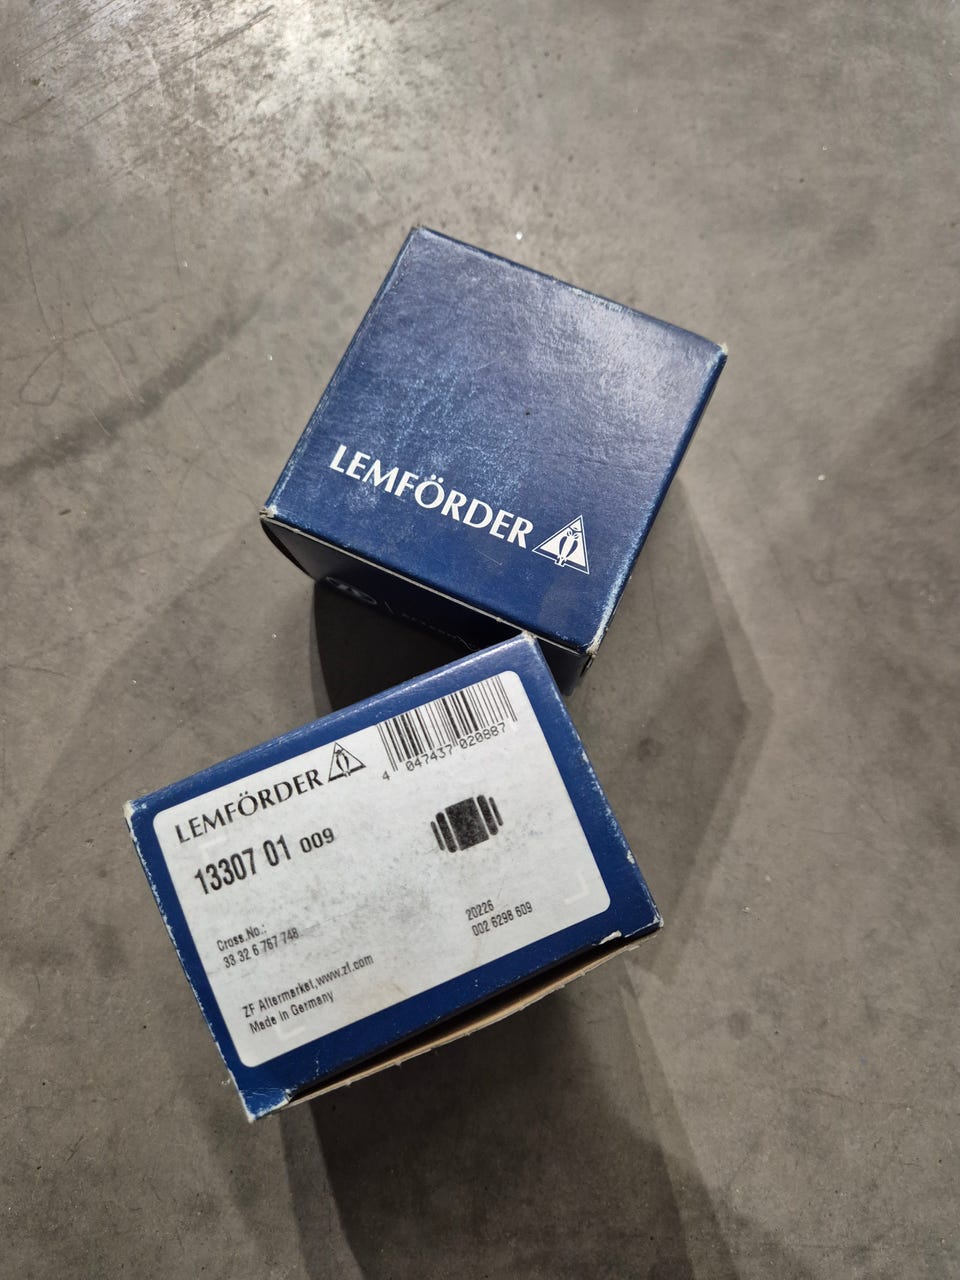 LEMFÖRDER
LEMFÖRDER
4 047437 020887
13307 01 009
Cross.No.:
33 32 6 767 748
20226
002 6298 609
ZF Aftermarket,www.zf.com
Made in Germany